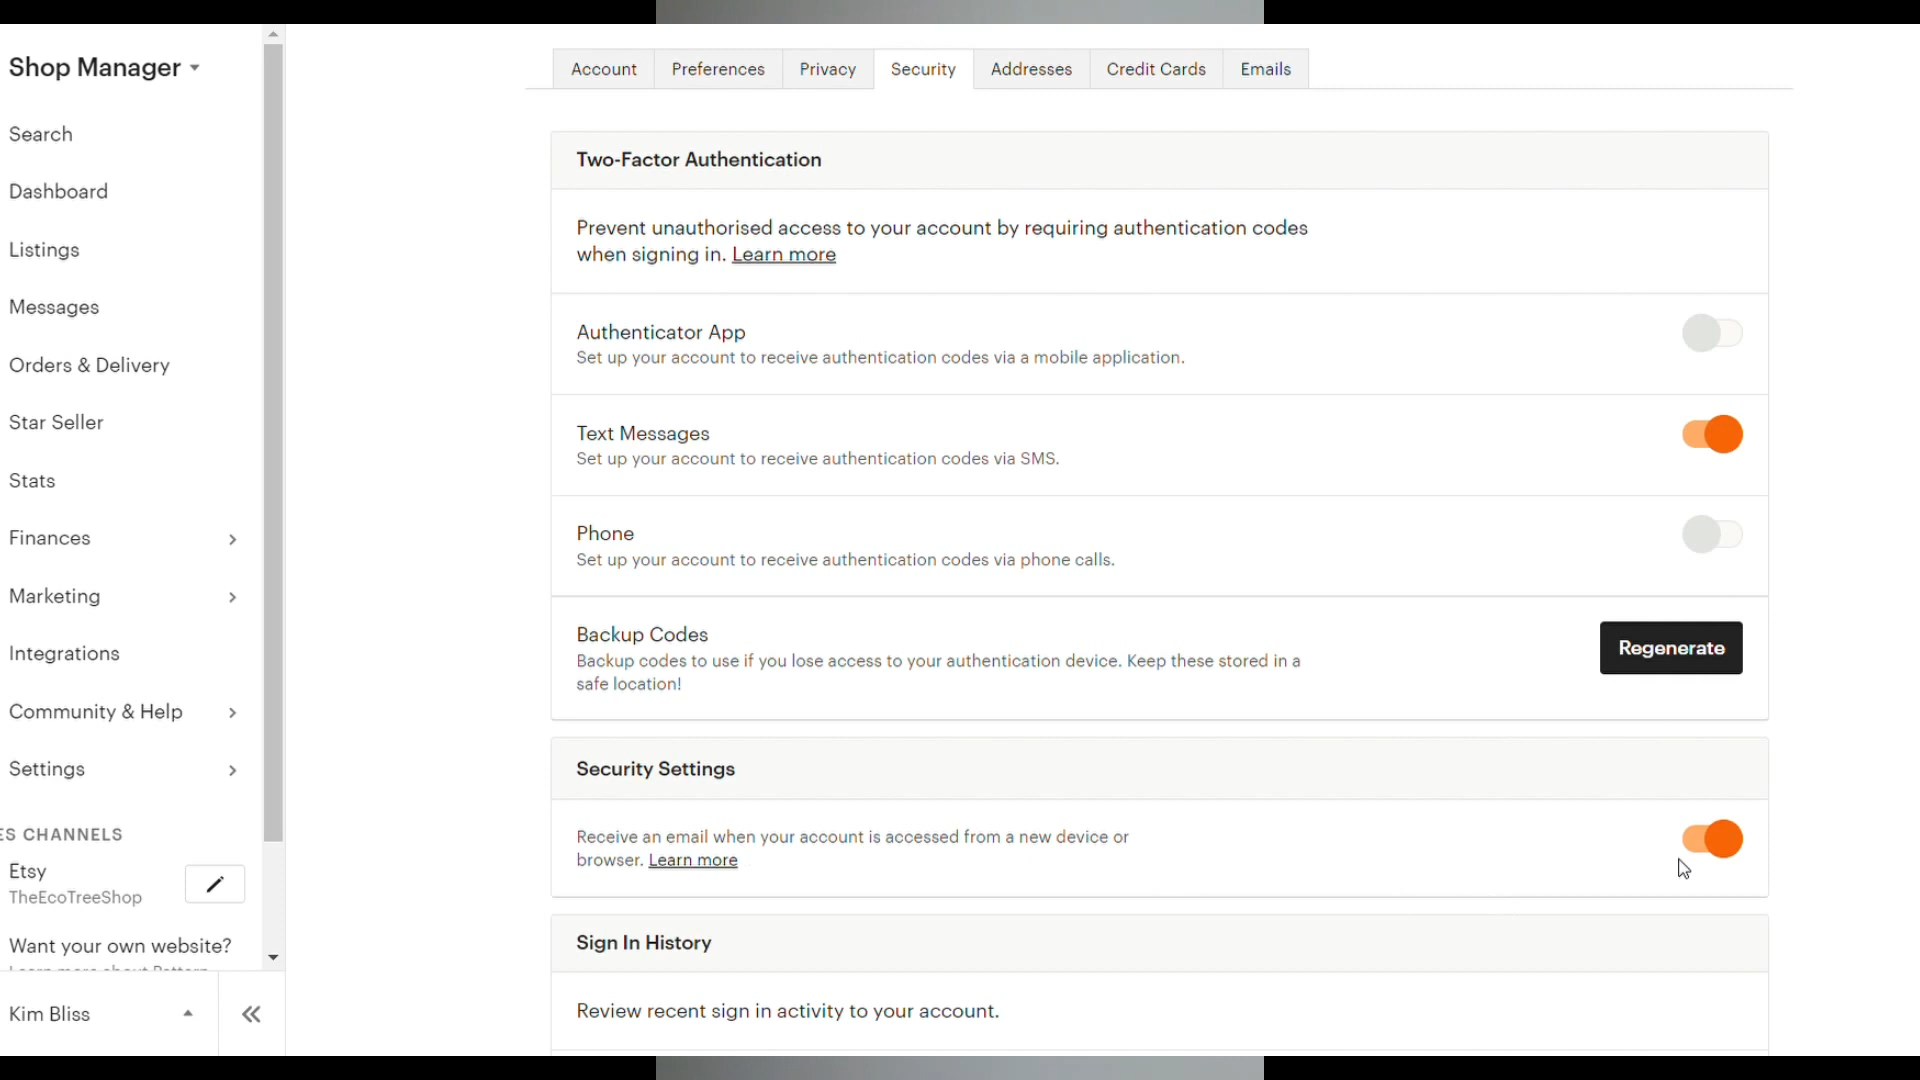 Shop Manager
Search
Dashboard
Listings
Messages
Orders & Delivery
Star Seller
Stats
Finances
Marketing
Integrations
Community & Help
Settings
ES CHANNELS
Etsy
TheEcoTreeShop
Want your own website?
Learn more about Pattern
Kim Bliss
Account Preferences Privacy Security Addresses Credit Cards Emails
Two-Factor Authentication
Prevent unauthorised access to your account by requiring authentication codes
when signing in. Learn more
Authenticator App
Set up your account to receive authentication codes via a mobile application.
Text Messages
Set up your account to receive authentication codes via SMS.
Phone
Set up your account to receive authentication codes via phone calls.
Backup Codes
Backup codes to use if you lose access to your authentication device. Keep these stored in a
safe location!
Regenerate
Security Settings
Receive an email when your account is accessed from a new device or
browser. Learn more
Sign In History
Review recent sign in activity to your account.